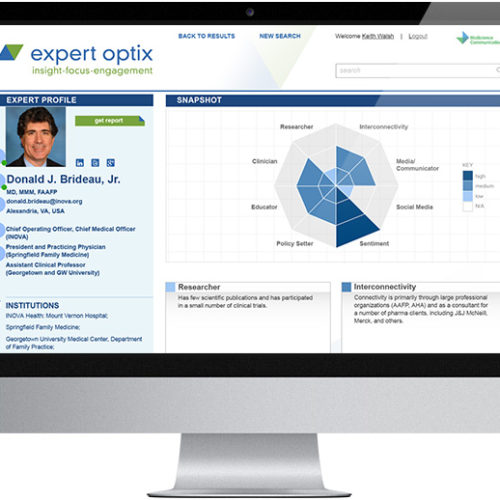 BACK TO RESULTS
NEW SEARCH
Welcome Keith Walsh | Logout
expert optix
insight-focus-engagement
search
EXPERT PROFILE
get report
Donald J. Brideau, Jr.
MD, MMM, FAAFP
donald.brideau@inova.org
Alexandria, VA, USA
Chief Operating Officer, Chief Medical Officer
(INOVA)
President and Practicing Physician
(Springfield Family Medicine)
Assistant Clinical Professor
(Georgetown and GW University)
INSTITUTIONS
INOVA Health: Mount Vernon Hospital;
Springfield Family Medicine;
Georgetown University Medical Center, Department
of Family Practice;
SNAPSHOT
Researcher
Interconnectivity
Clinician
Media/
Communicator
Educator
Social Media
Policy Setter
Sentiment
KEY
high
medium
low
N/A
Researcher
Has few scientific publications and has participated
in a small number of clinical trials.
Interconnectivity
Connectivity is primarily through large professional
organizations (AAFP, AHA) and as a consultant for
a number of pharma clients, including J&J McNeill,
Merck, and others.